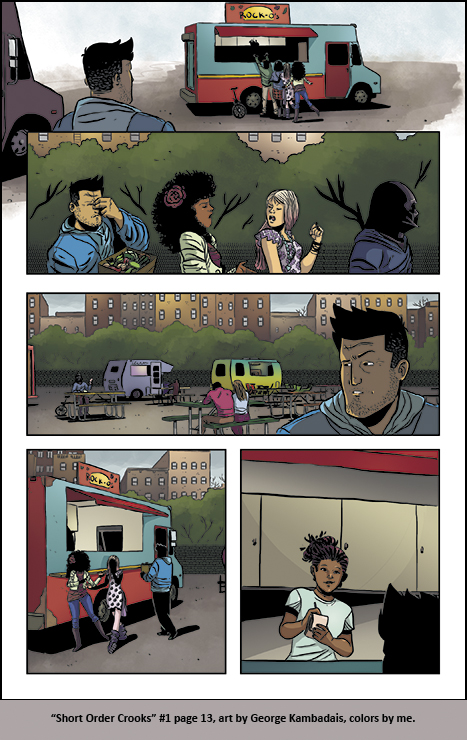 ROCK-O's
ROCK-O's
"Short Order Crooks" #1 page 13, art by George Kambadais, colors by me.